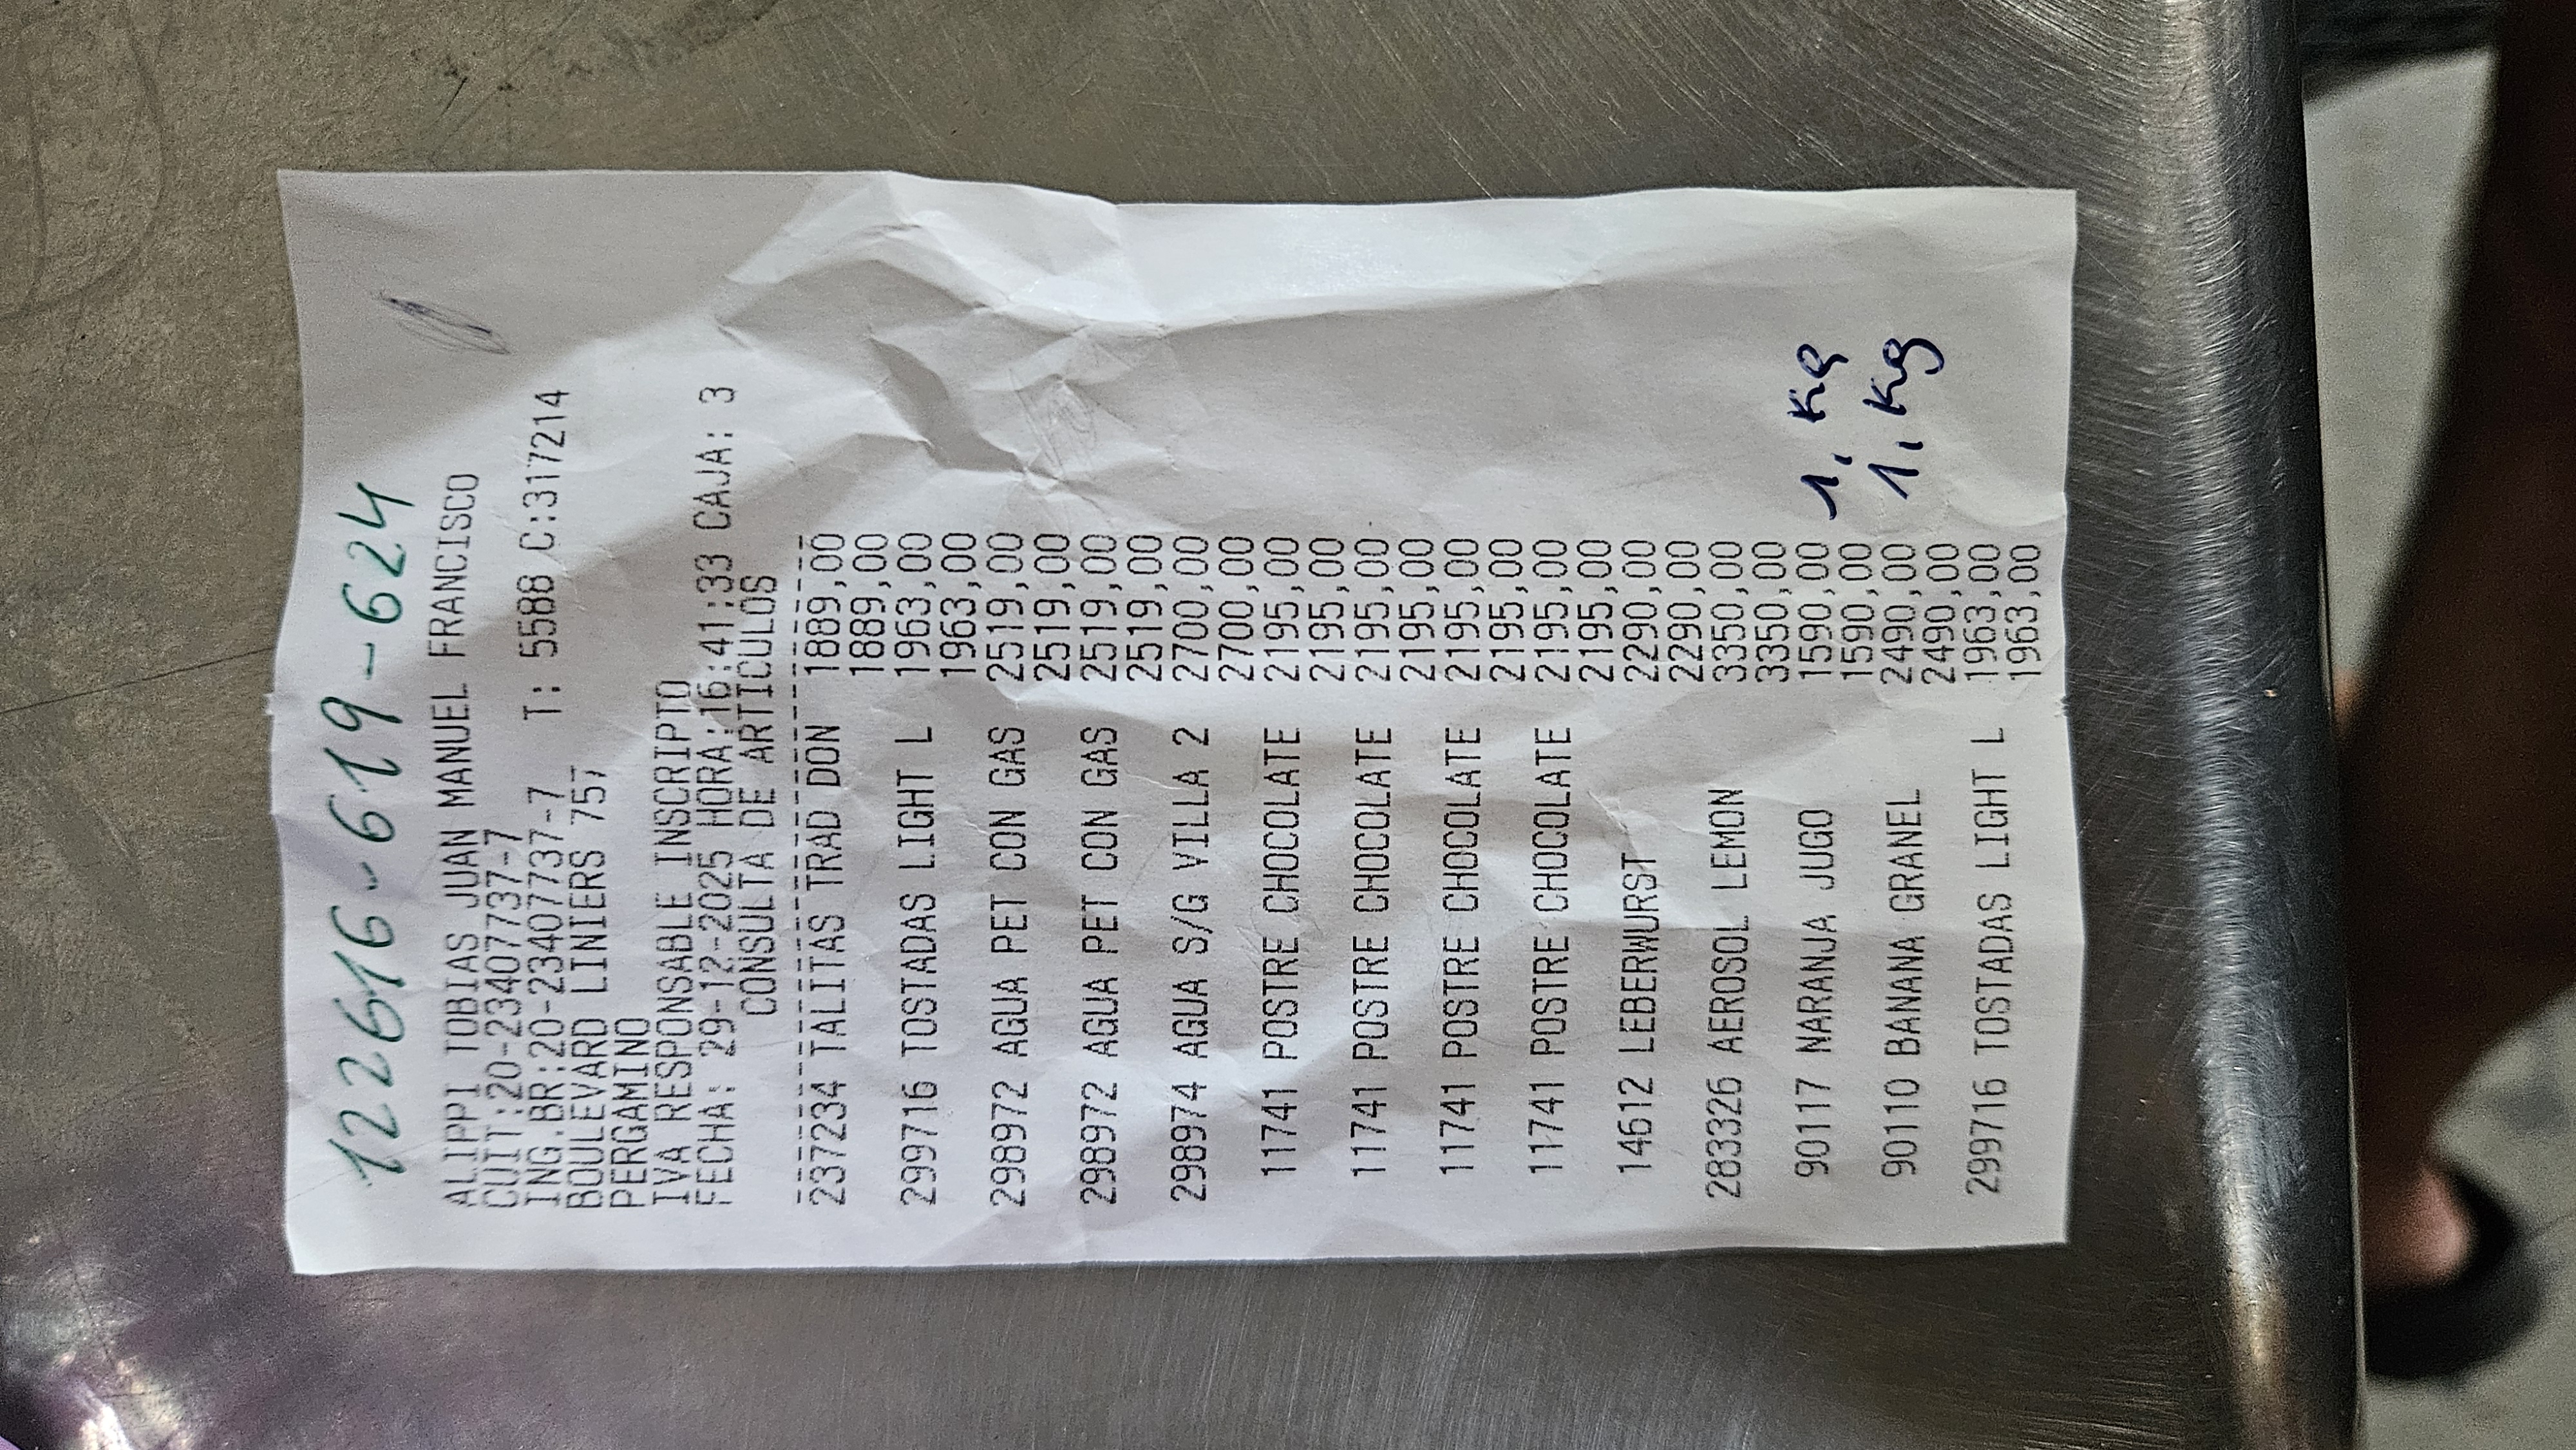 122616-619-624
ALIPPI TOBIAS JUAN MANUEL FRANCISCO
CUIT:20-23407737-7
ING.BR:20-23407737-7 T: 5588 C:317214
BOULEVARD LINIERS 757
PERGAMINO
IVA RESPONSABLE INSCRIPTO
FECHA: 29-12-2025 HORA:16:41:33 CAJA: 3
CONSULTA DE ARTICULOS
237234 TALITAS TRAD DON 1889,00
1889,00
299716 TOSTADAS LIGHT L 1963,00
1963,00
298972 AGUA PET CON GAS 2519,00
2519,00
298972 AGUA PET CON GAS 2519,00
2519,00
298974 AGUA S/G VILLA 2 2700,00
2700,00
11741 POSTRE CHOCOLATE 2195,00
2195,00
11741 POSTRE CHOCOLATE 2195,00
2195,00
11741 POSTRE CHOCOLATE 2195,00
2195,00
11741 POSTRE CHOCOLATE 2195,00
2195,00
14612 LEBERWURST 2290,00
2290,00
283326 AEROSOL LEMON 3350,00
3350,00
90117 NARANJA JUGO 1590,00 1. Kg
1590,00
90110 BANANA GRANEL 2490,00 1. Kg
2490,00
299716 TOSTADAS LIGHT L 1963,00
1963,00